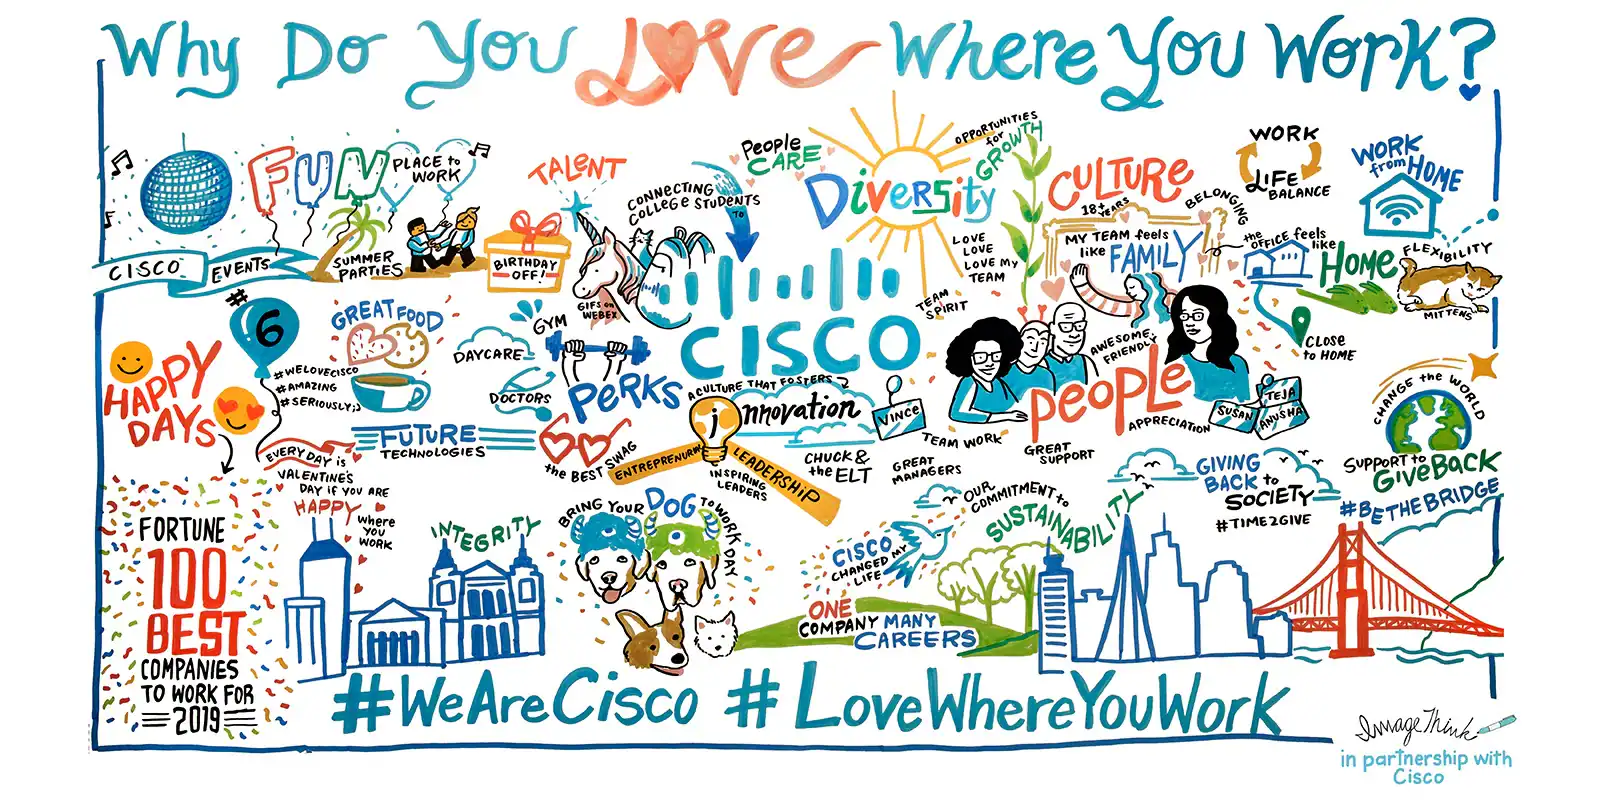 Why Do You Love Where You Work?
FUN
PLACE to
WORK
CISCO
EVENTS
SUMMER
PARTIES
BIRTHDAY
OFF!
TALENT
CONNECTING
COLLEGE STUDENTS
TO
GIFS on
WEBEX
PEOPLE
CARE
DiVERSity
OPPORTUNITIES
for
GROWTH
LOVE
LOVE
LOVE MY
TEAM
TEAM
SPIRIT
CULTURE
18 YEARS
BELONGING
MY TEAM feels
like FAMILY
WORK
LIFE
BALANCE
WORK
from HOME
the OFFICE feels
like
HOME
FLEXIBILITY
MITTENS
CLOSE
to HOME
HAPPY
DAYS
#
6
#WELOVECISCO
#AMAZING
#SERIOUSLY;)
GREAT FOOD
DAYCARE
GYM
DOCTORS
PERKS
CISCO
A CULTURE THAT FOSTERS
innovation
VINCE
AWESOME,
FRIENDLY
PEOPLE
APPRECIATION
SUSAN
TEJA
ANUSHA
TEAM WORK
GREAT
SUPPORT
GREAT
MANAGERS
CHUCK &
the ELT
FUTURE
TECHNOLOGIES
the BEST SWAG
ENTREPRENURIAL
LEADERSHIP
INSPIRING
LEADERS
CHANGE the WORLD
SUPPORT to
GIVE BACK
#BETHEBRIDGE
GIVING
BACK to
SOCIETY
#TIME2GIVE
EVERY DAY is
VALENTINE'S
DAY IF YOU ARE
HAPPY
WHERE
YOU
WORK
INTEGRITY
BRING YOUR DOG TO WORK DAY
OUR
COMMITMENT to
SUSTAINABILITY
CISCO
CHANGED MY
LIFE
ONE
COMPANY MANY
CAREERS
FORTUNE
100
BEST
COMPANIES
TO WORK FOR
2019
#WeAreCisco #LoveWhereYouWork
ImageThink
in partnership with
Cisco